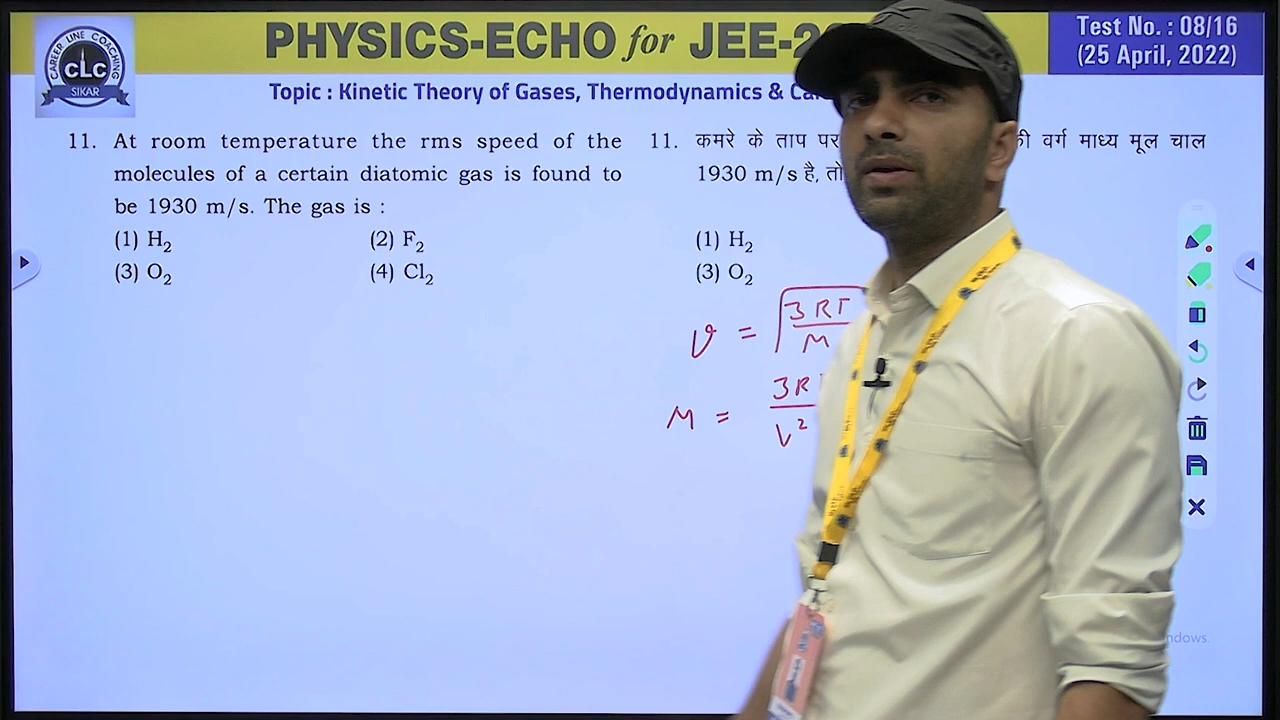 CAREER LINE COACHING
CLC
SIKAR
PHYSICS-ECHO for JEE-2
Test No. : 08/16
(25 April, 2022)
Topic : Kinetic Theory of Gases, Thermodynamics & Ca
11. At room temperature the rms speed of the
molecules of a certain diatomic gas is found to
be 1930 m/s. The gas is :
(1) H₂ (2) F₂
(3) O₂ (4) Cl₂
11. कमरे के ताप पर की वर्ग माध्य मूल चाल
1930 m/s है, तो
(1) H₂
(3) O₂
v = √3RT/M
M = 3R/v²